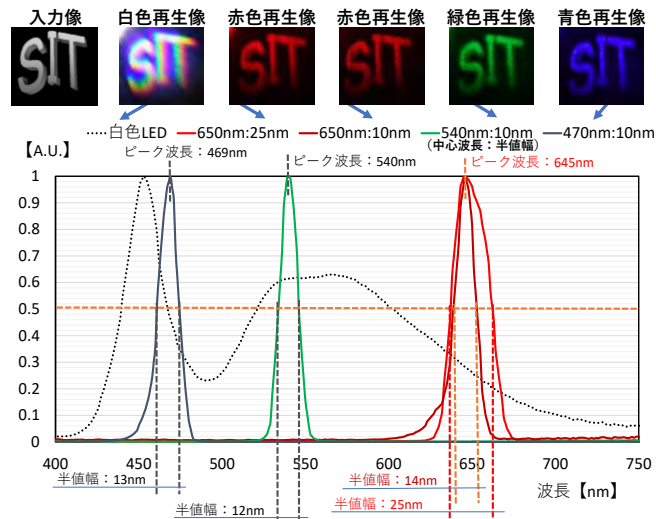 入力像 白色再生像 赤色再生像 赤色再生像 緑色再生像 青色再生像
SIT SIT SIT SIT SIT SIT
白色LED 650nm:25nm 650nm:10nm 540nm:10nm 470nm:10nm
(中心波長：半値幅)
【A.U.】 ピーク波長：469nm ピーク波長：540nm ピーク波長：645nm
1
0.9
0.8
0.7
0.6
0.5
0.4
0.3
0.2
0.1
0
400 450 500 550 600 650 700 750
半値幅：13nm 半値幅：14nm 波長【nm】
半値幅：12nm 半値幅：25nm